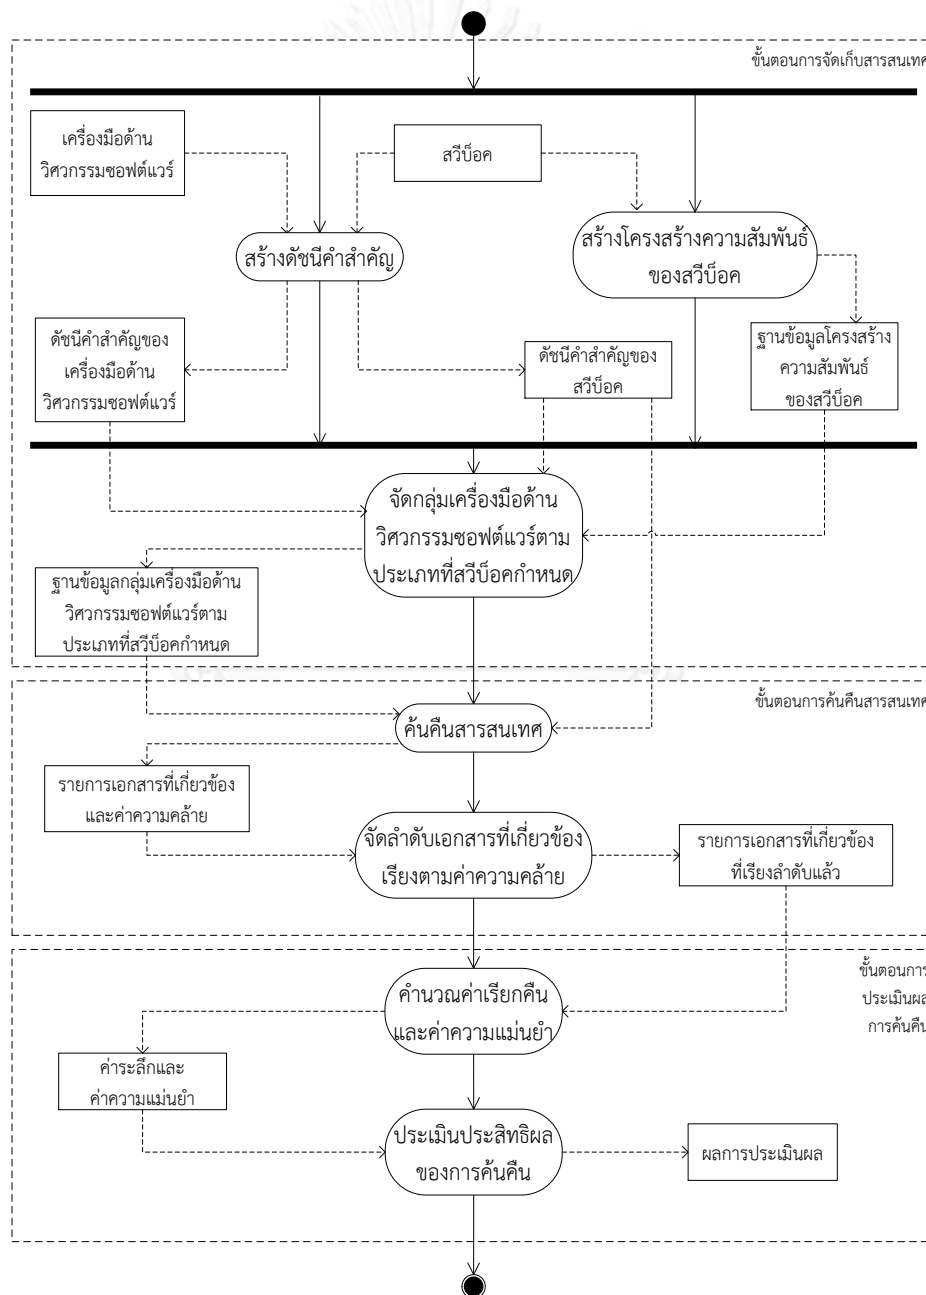 ขั้นตอนการจัดเก็บสารสนเทศ
เครื่องมือด้าน
วิศวกรรมซอฟต์แวร์
สวีบ็อค
สร้างดัชนีคำสำคัญ
สร้างโครงสร้างความสัมพันธ์
ของสวีบ็อค
ดัชนีคำสำคัญของ
เครื่องมือด้าน
วิศวกรรมซอฟต์แวร์
ดัชนีคำสำคัญของ
สวีบ็อค
ฐานข้อมูลโครงสร้าง
ความสัมพันธ์
ของสวีบ็อค
จัดกลุ่มเครื่องมือด้าน
วิศวกรรมซอฟต์แวร์ตาม
ประเภทที่สวีบ็อคกำหนด
ฐานข้อมูลกลุ่มเครื่องมือด้าน
วิศวกรรมซอฟต์แวร์ตาม
ประเภทที่สวีบ็อคกำหนด
ขั้นตอนการค้นคืนสารสนเทศ
ค้นคืนสารสนเทศ
รายการเอกสารที่เกี่ยวข้อง
และค่าความคล้าย
จัดลำดับเอกสารที่เกี่ยวข้อง
เรียงตามค่าความคล้าย
รายการเอกสารที่เกี่ยวข้อง
ที่เรียงลำดับแล้ว
ขั้นตอนการ
ประเมินผล
การค้นคืน
คำนวณค่าเรียกคืน
และค่าความแม่นยำ
ค่าระลึกและ
ค่าความแม่นยำ
ประเมินประสิทธิผล
ของการค้นคืน
ผลการประเมินผล